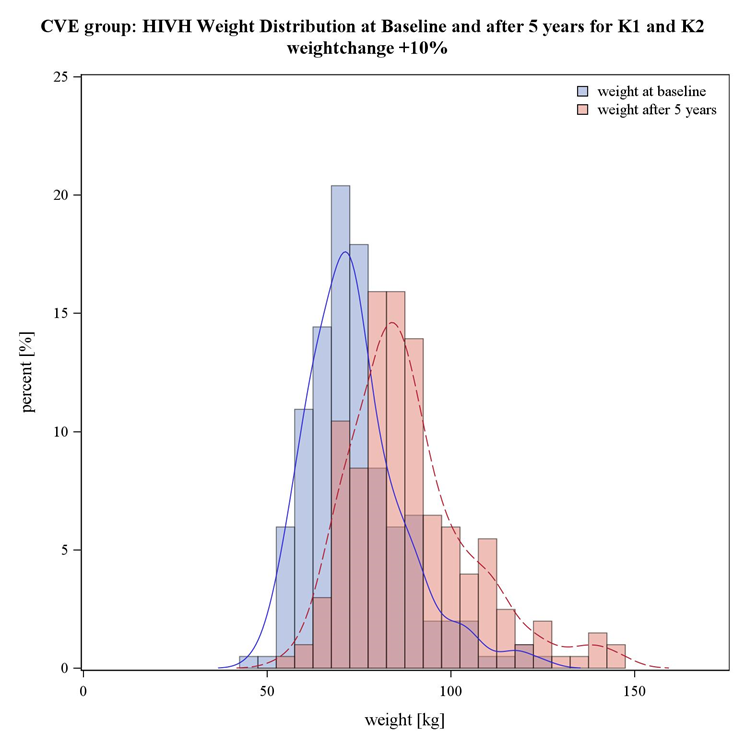 CVE group: HIVH Weight Distribution at Baseline and after 5 years for K1 and K2
weightchange +10%
weight at baseline
weight after 5 years
25
20
15
10
5
0
percent [%]
0 50 100 150
weight [kg]